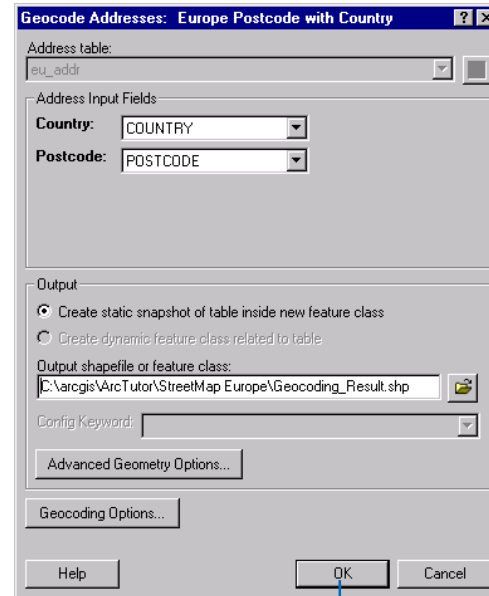 Geocode Addresses: Europe Postcode with Country
Address table:
eu_addr
Address Input Fields
Country: COUNTRY
Postcode: POSTCODE
Output
Create static snapshot of table inside new feature class
Create dynamic feature class related to table
Output shapefile or feature class:
C:\arcgis\ArcTutor\StreetMap Europe\Geocoding_Result.shp
Config Keyword:
Advanced Geometry Options...
Geocoding Options...
Help OK Cancel